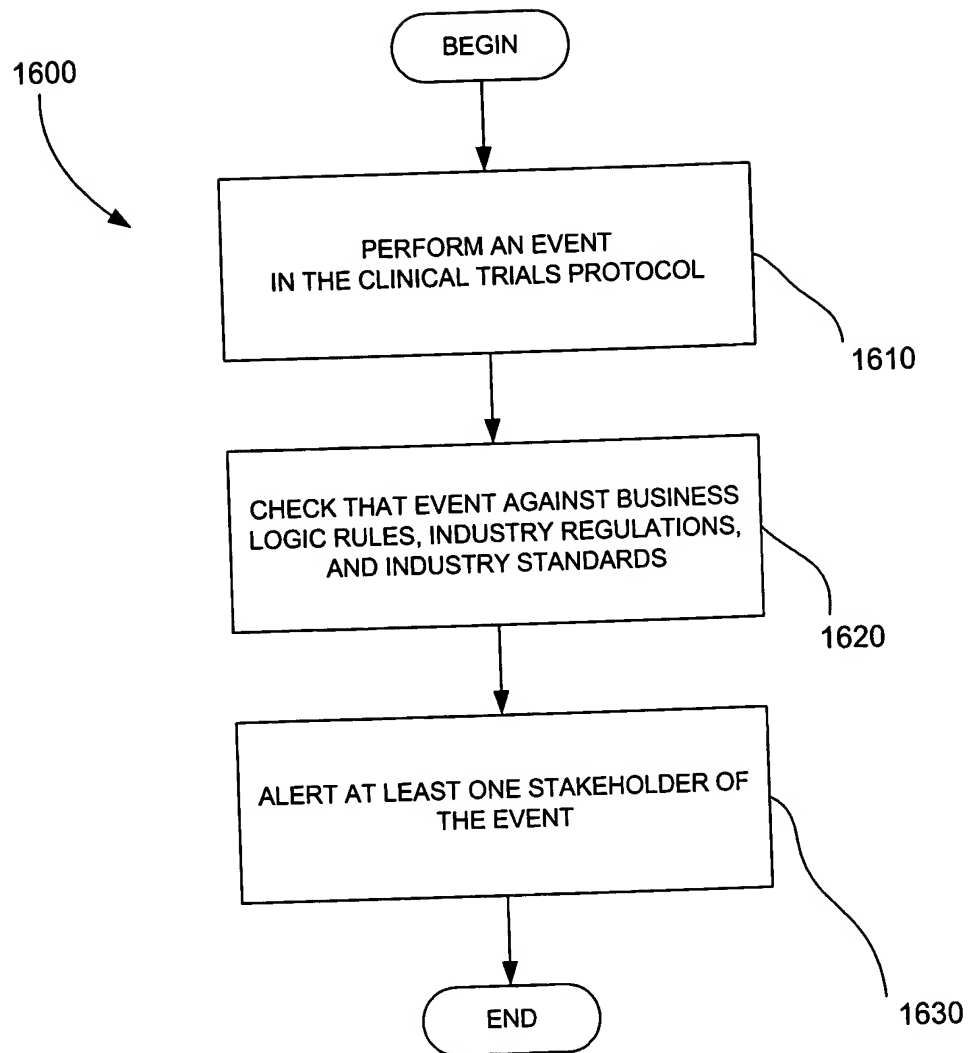 BEGIN
1600
PERFORM AN EVENT
IN THE CLINICAL TRIALS PROTOCOL
1610
CHECK THAT EVENT AGAINST BUSINESS
LOGIC RULES, INDUSTRY REGULATIONS,
AND INDUSTRY STANDARDS
1620
ALERT AT LEAST ONE STAKEHOLDER OF
THE EVENT
1630
END